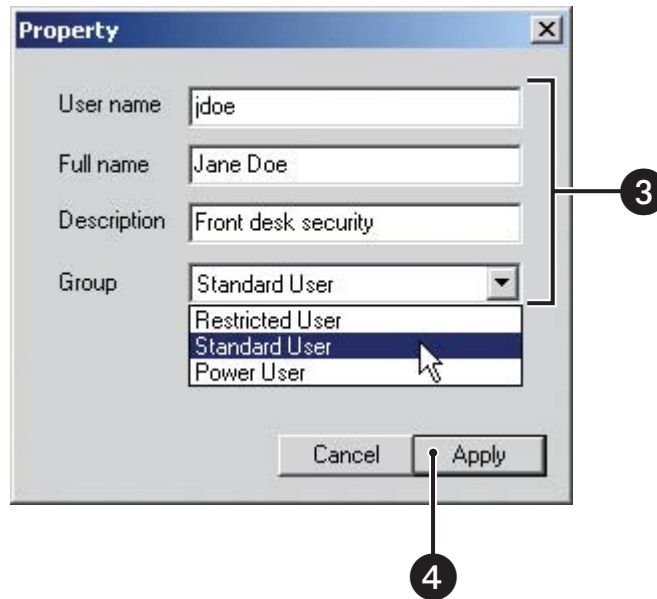 Property
User name jdoe
Full name Jane Doe
3
Description Front desk security
Group Standard User
Restricted User
Standard User
Power User
Cancel Apply
4